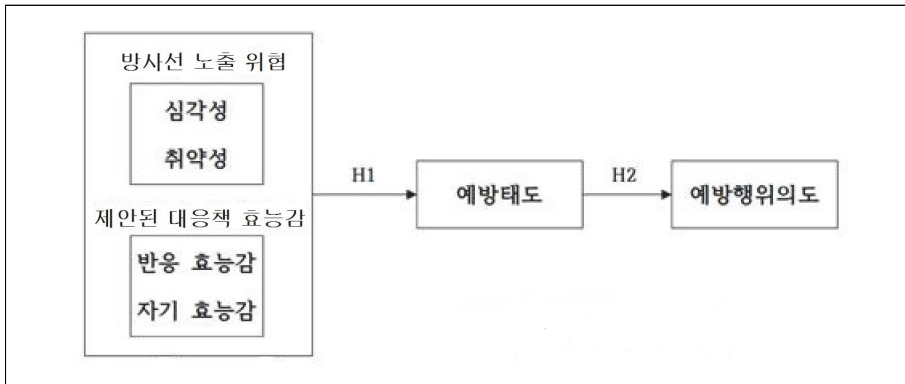 방사선 노출 위협
심각성
취약성
제안된 대응책 효능감
반응 효능감
자기 효능감
H1
예방태도
H2
예방행위의도